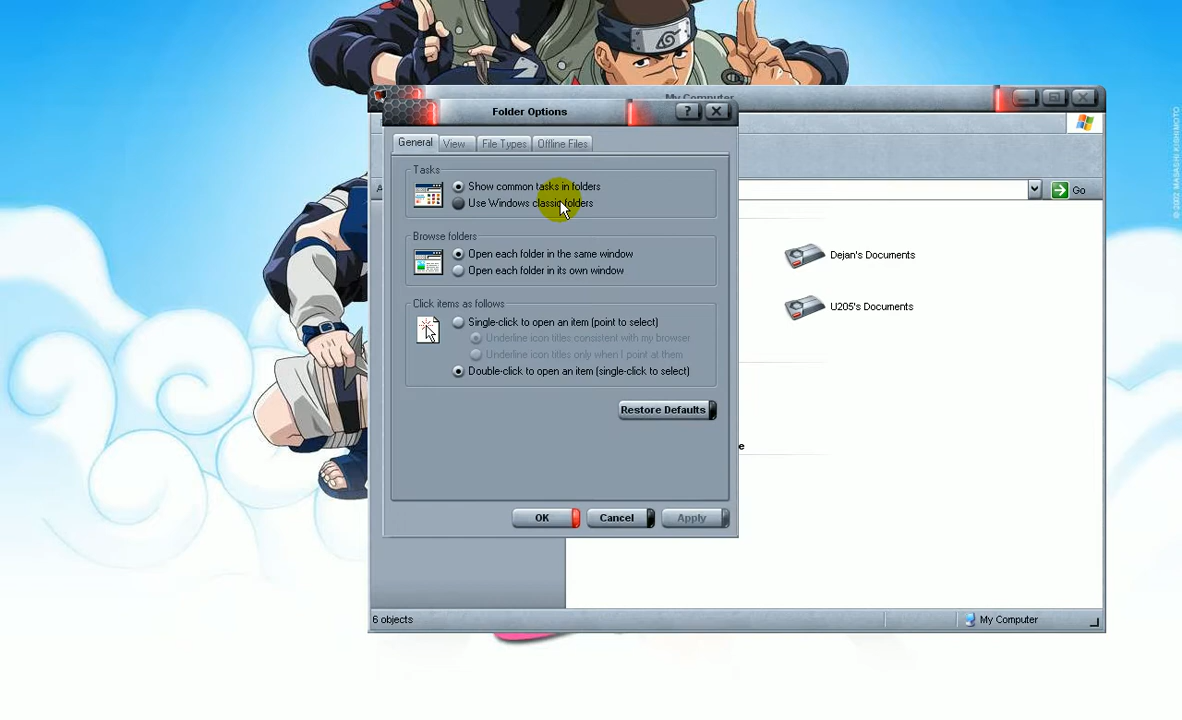 My Computer
Folder Options
General View File Types Offline Files
Tasks
Show common tasks in folders
Use Windows classic folders
Browse folders
Open each folder in the same window
Open each folder in its own window
Click items as follows
Single-click to open an item (point to select)
Underline icon titles consistent with my browser
Underline icon titles only when I point at them
Double-click to open an item (single-click to select)
Restore Defaults
OK Cancel Apply
Go
Dejan's Documents
U205's Documents
6 objects
My Computer
© 2002 MASASHI KISHIMOTO